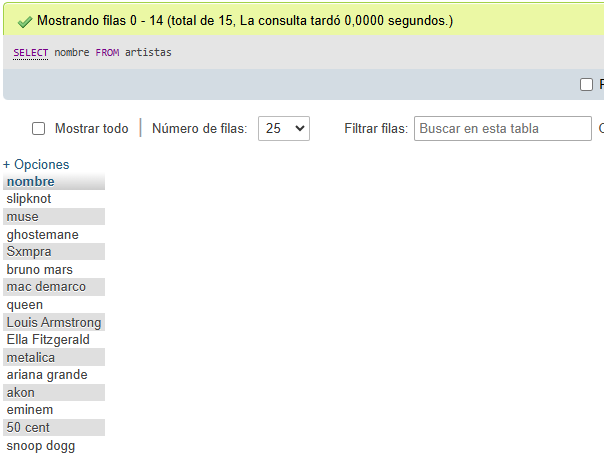 Mostrando filas 0 - 14 (total de 15, La consulta tardó 0,0000 segundos.)
SELECT nombre FROM artistas
Mostrar todo | Número de filas: 25 Filtrar filas: Buscar en esta tabla
+ Opciones
nombre
slipknot
muse
ghostemane
Sxmpra
bruno mars
mac demarco
queen
Louis Armstrong
Ella Fitzgerald
metalica
ariana grande
akon
eminem
50 cent
snoop dogg